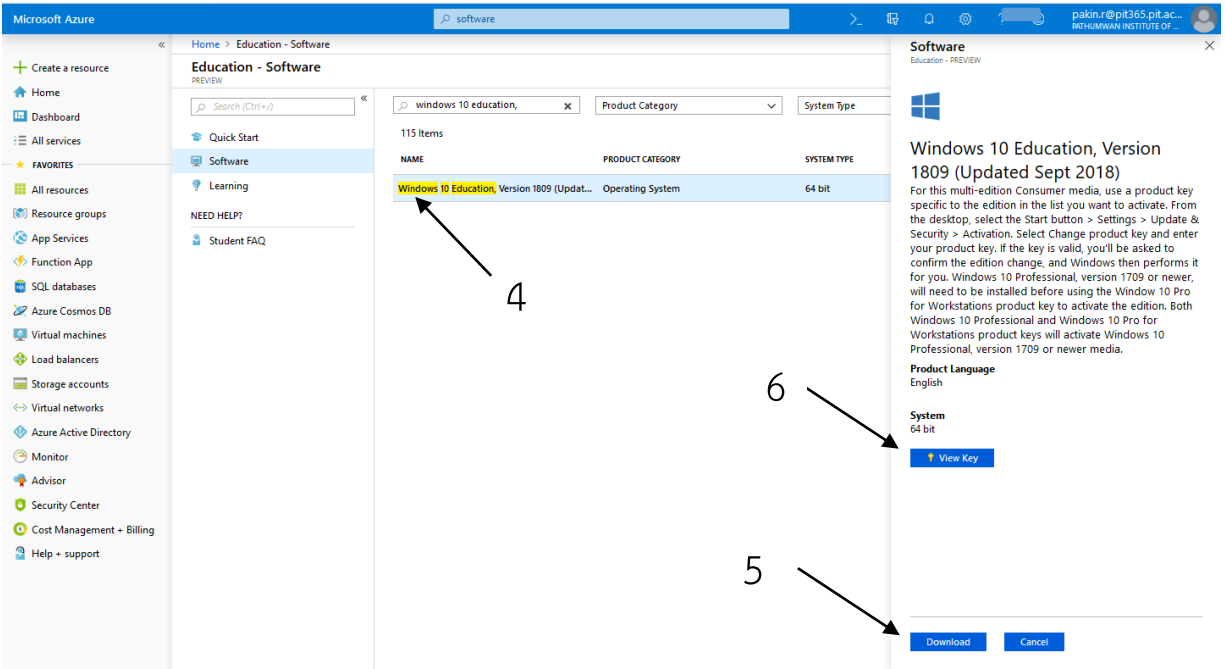 Microsoft Azure
software
pakin.r@pit365.pit.ac...
PATHUMWAN INSTITUTE OF ...
«
Create a resource
Home
Dashboard
All services
FAVORITES
All resources
Resource groups
App Services
Function App
SQL databases
Azure Cosmos DB
Virtual machines
Load balancers
Storage accounts
Virtual networks
Azure Active Directory
Monitor
Advisor
Security Center
Cost Management + Billing
Help + support
Home > Education - Software
Education - Software
PREVIEW
Search (Ctrl+/)
«
Quick Start
Software
Learning
NEED HELP?
Student FAQ
windows 10 education,
Product Category
System Type
115 Items
NAME PRODUCT CATEGORY SYSTEM TYPE
Windows 10 Education, Version 1809 (Updat... Operating System 64 bit
4
6
5
Software
Education - PREVIEW
Windows 10 Education, Version
1809 (Updated Sept 2018)
For this multi-edition Consumer media, use a product key
specific to the edition in the list you want to activate. From
the desktop, select the Start button > Settings > Update &
Security > Activation. Select Change product key and enter
your product key. If the key is valid, you'll be asked to
confirm the edition change, and Windows then performs it
for you. Windows 10 Professional, version 1709 or newer,
will need to be installed before using the Window 10 Pro
for Workstations product key to activate the edition. Both
Windows 10 Professional and Windows 10 Pro for
Workstations product keys will activate Windows 10
Professional, version 1709 or newer media.
Product Language
English
System
64 bit
View Key
Download
Cancel